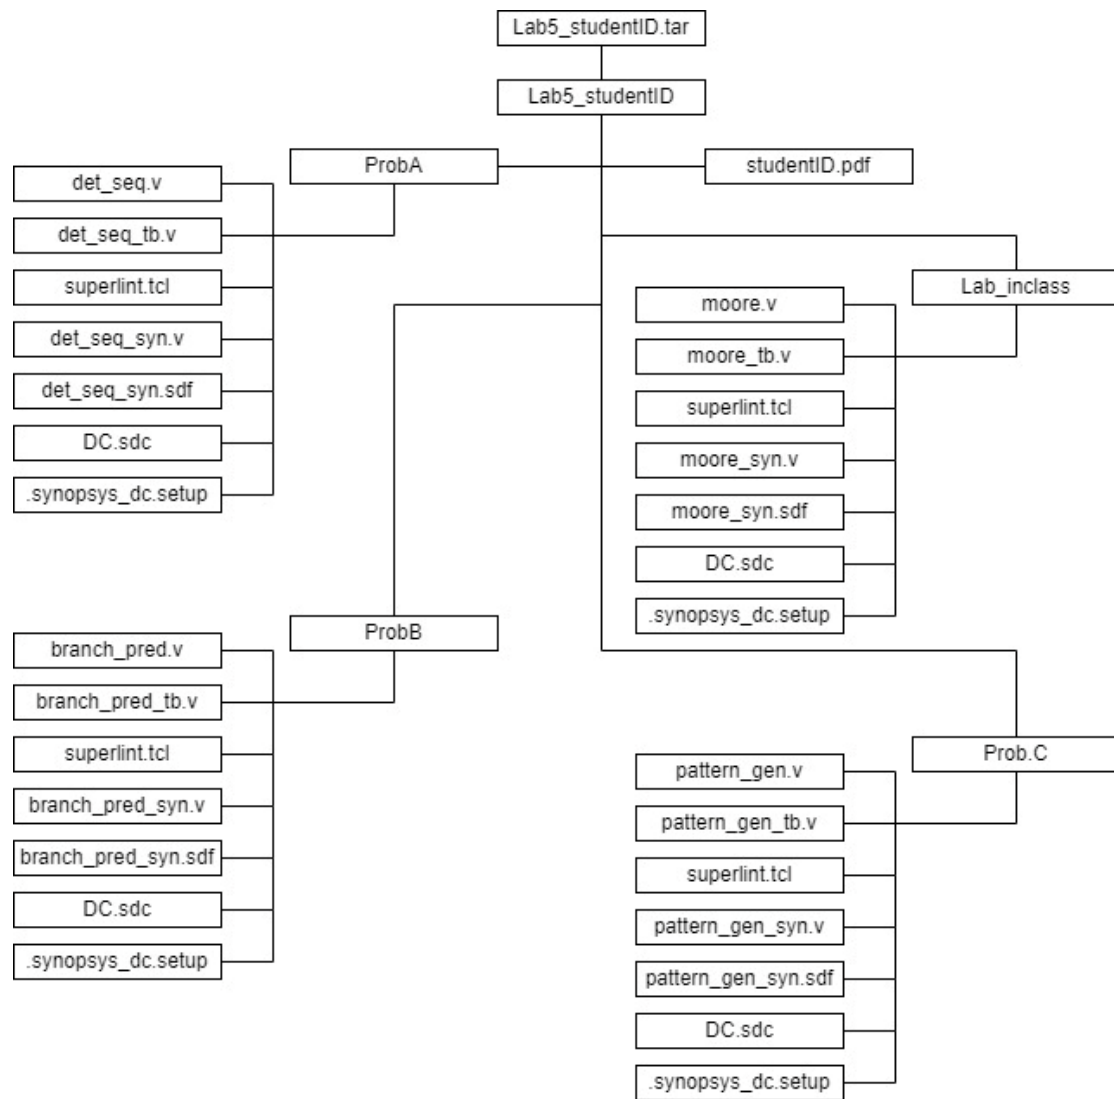 Lab5_studentID.tar
Lab5_studentID
ProbA
studentID.pdf
det_seq.v
det_seq_tb.v
superlint.tcl
det_seq_syn.v
det_seq_syn.sdf
DC.sdc
.synopsys_dc.setup
Lab_inclass
moore.v
moore_tb.v
superlint.tcl
moore_syn.v
moore_syn.sdf
DC.sdc
.synopsys_dc.setup
ProbB
branch_pred.v
branch_pred_tb.v
superlint.tcl
branch_pred_syn.v
branch_pred_syn.sdf
DC.sdc
.synopsys_dc.setup
Prob.C
pattern_gen.v
pattern_gen_tb.v
superlint.tcl
pattern_gen_syn.v
pattern_gen_syn.sdf
DC.sdc
.synopsys_dc.setup